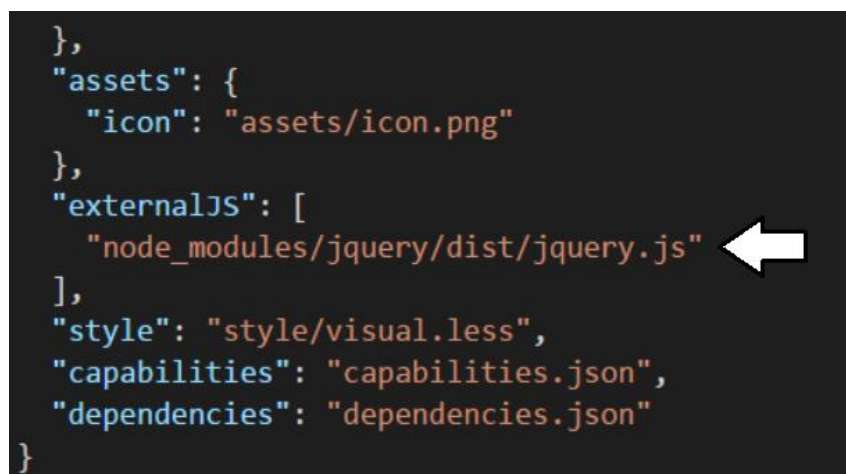 },
"assets": {
"icon": "assets/icon.png"
},
"externalJS": [
"node_modules/jquery/dist/jquery.js"
],
"style": "style/visual.less",
"capabilities": "capabilities.json",
"dependencies": "dependencies.json"
}